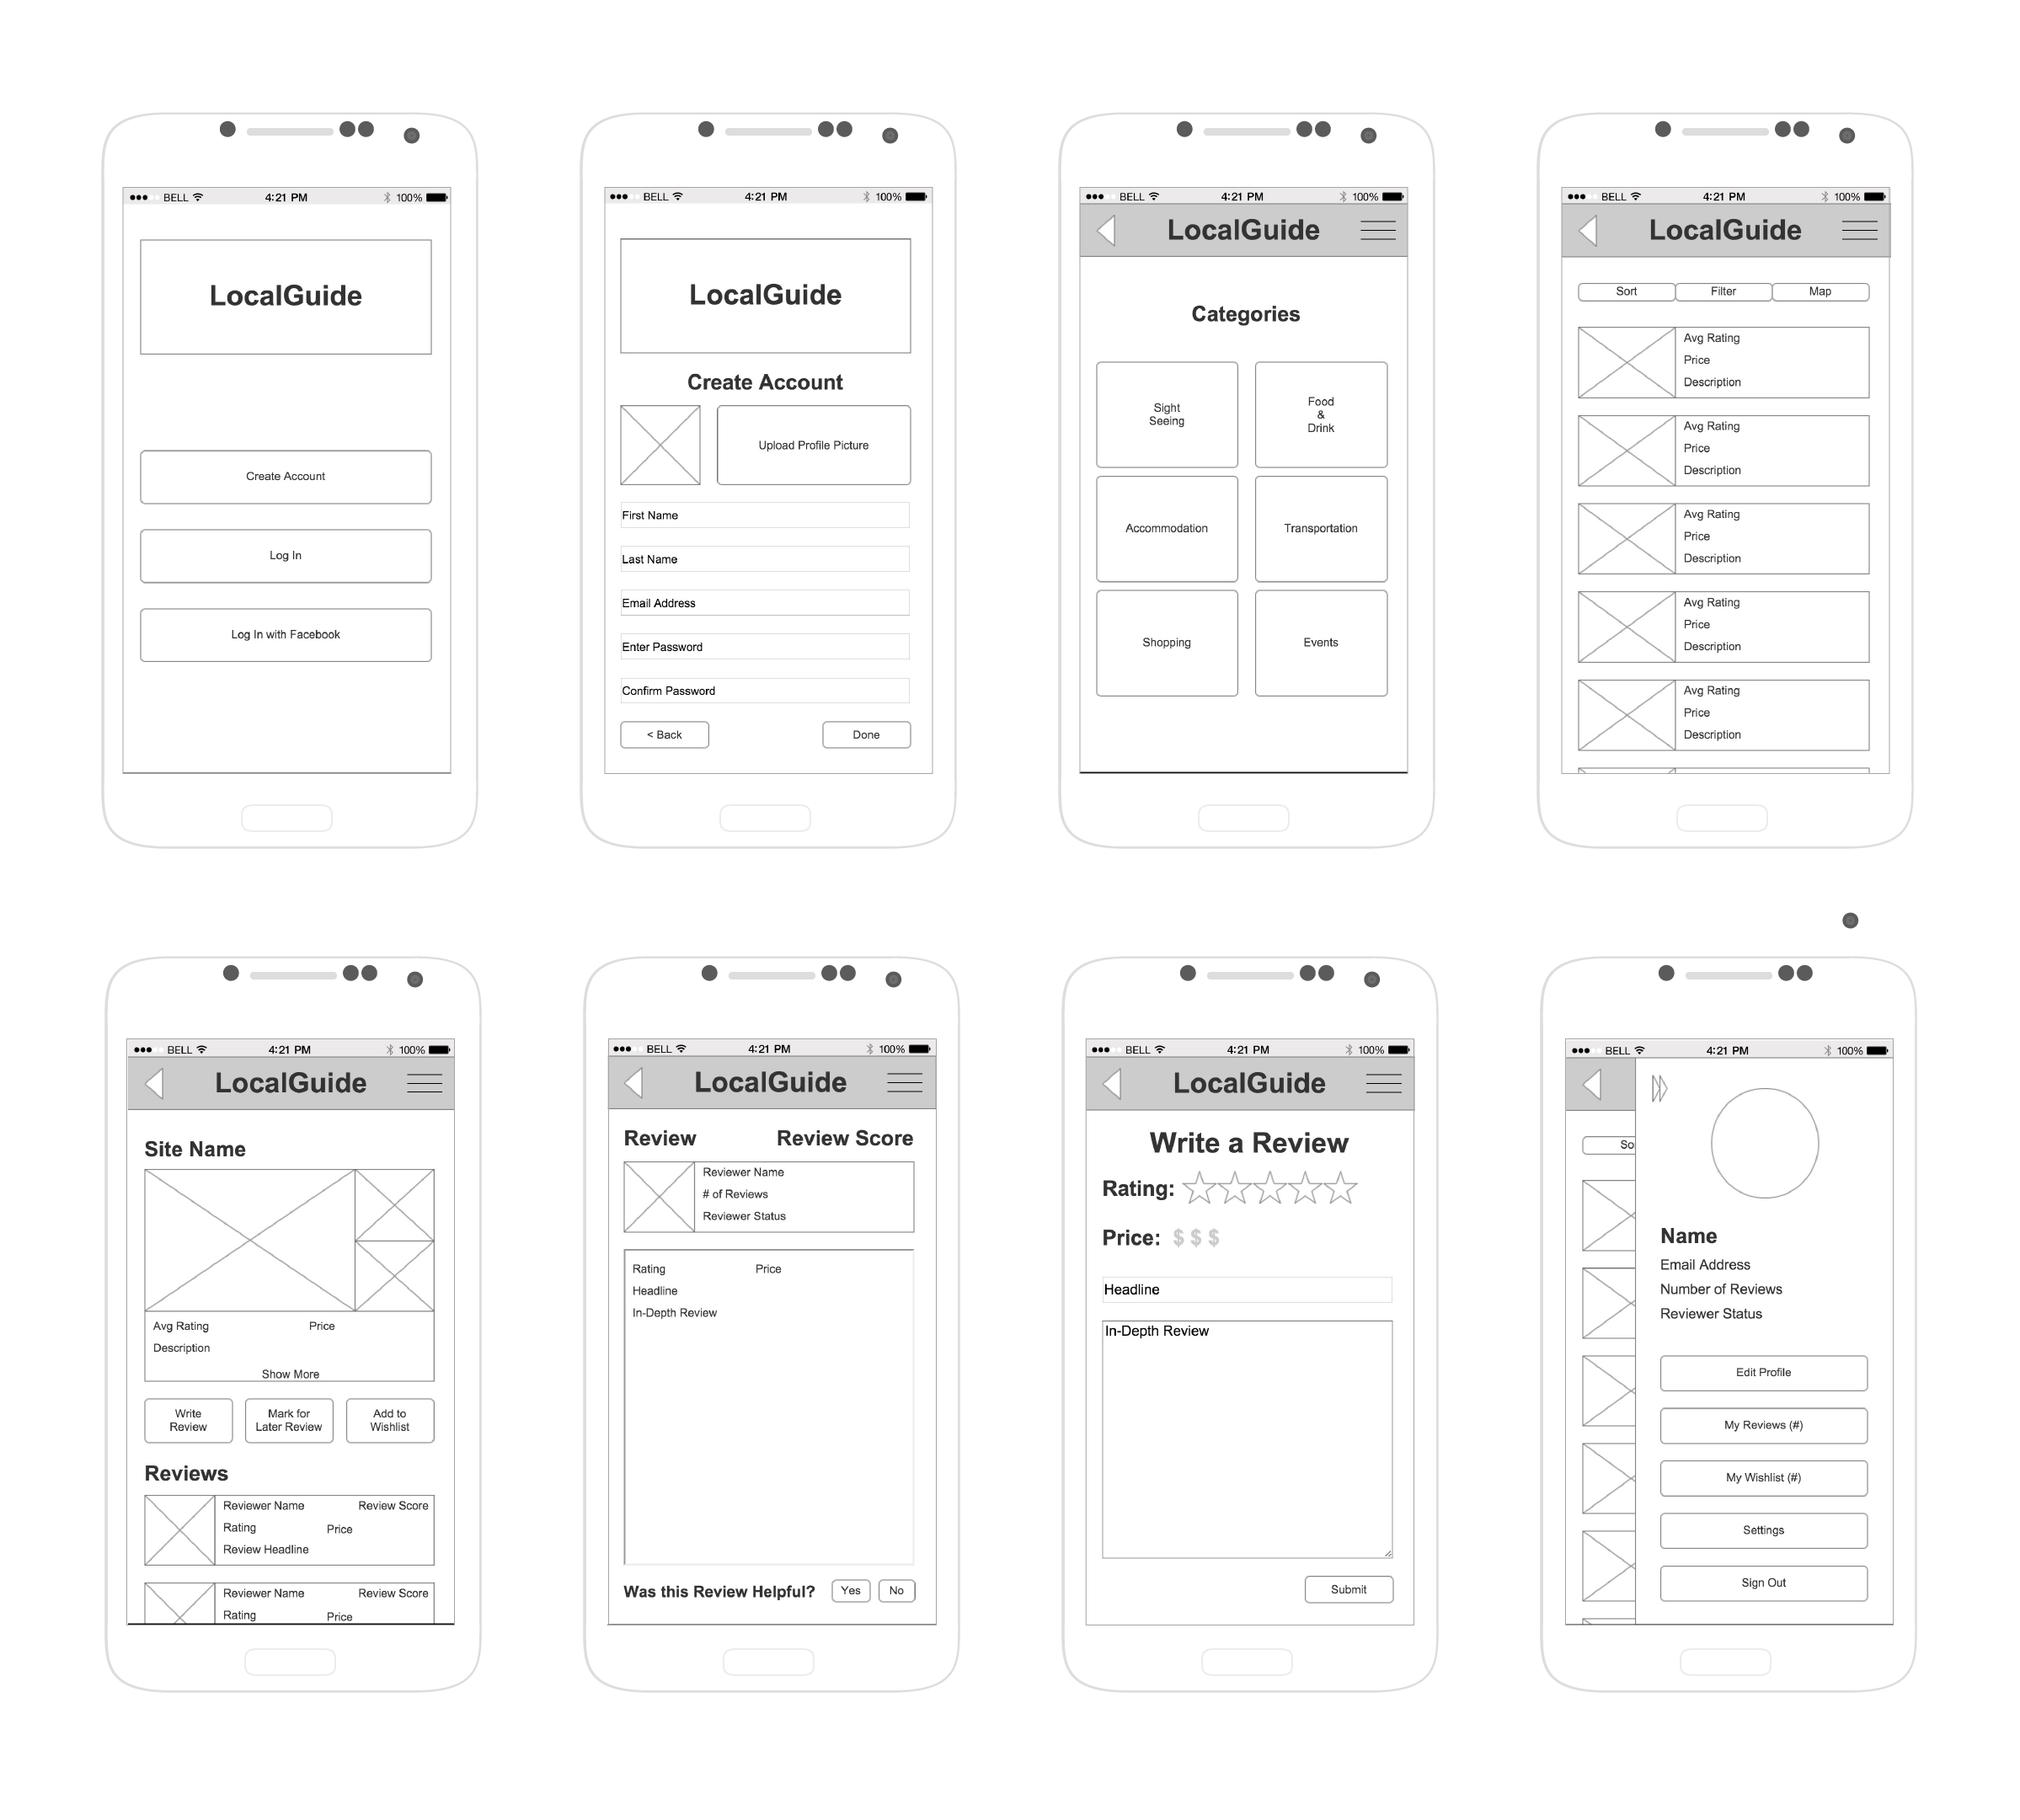 BELL 4:21 PM 100%
LocalGuide
Create Account
Log In
Log In with Facebook
BELL 4:21 PM 100%
LocalGuide
Create Account
Upload Profile Picture
First Name
Last Name
Email Address
Enter Password
Confirm Password
< Back Done
BELL 4:21 PM 100%
LocalGuide
Categories
Sight
Seeing
Food
&
Drink
Accommodation
Transportation
Shopping
Events
BELL 4:21 PM 100%
LocalGuide
Sort Filter Map
Avg Rating
Price
Description
Avg Rating
Price
Description
Avg Rating
Price
Description
Avg Rating
Price
Description
Avg Rating
Price
Description
BELL 4:21 PM 100%
LocalGuide
Site Name
Avg Rating Price
Description
Show More
Write
Review
Mark for
Later Review
Add to
Wishlist
Reviews
Reviewer Name Review Score
Rating Price
Review Headline
Reviewer Name Review Score
Rating Price
BELL 4:21 PM 100%
LocalGuide
Review Review Score
Reviewer Name
# of Reviews
Reviewer Status
Rating Price
Headline
In-Depth Review
Was this Review Helpful? Yes No
BELL 4:21 PM 100%
LocalGuide
Write a Review
Rating:
Price: $ $ $
Headline
In-Depth Review
Submit
BELL 4:21 PM 100%
So
Name
Email Address
Number of Reviews
Reviewer Status
Edit Profile
My Reviews (#)
My Wishlist (#)
Settings
Sign Out